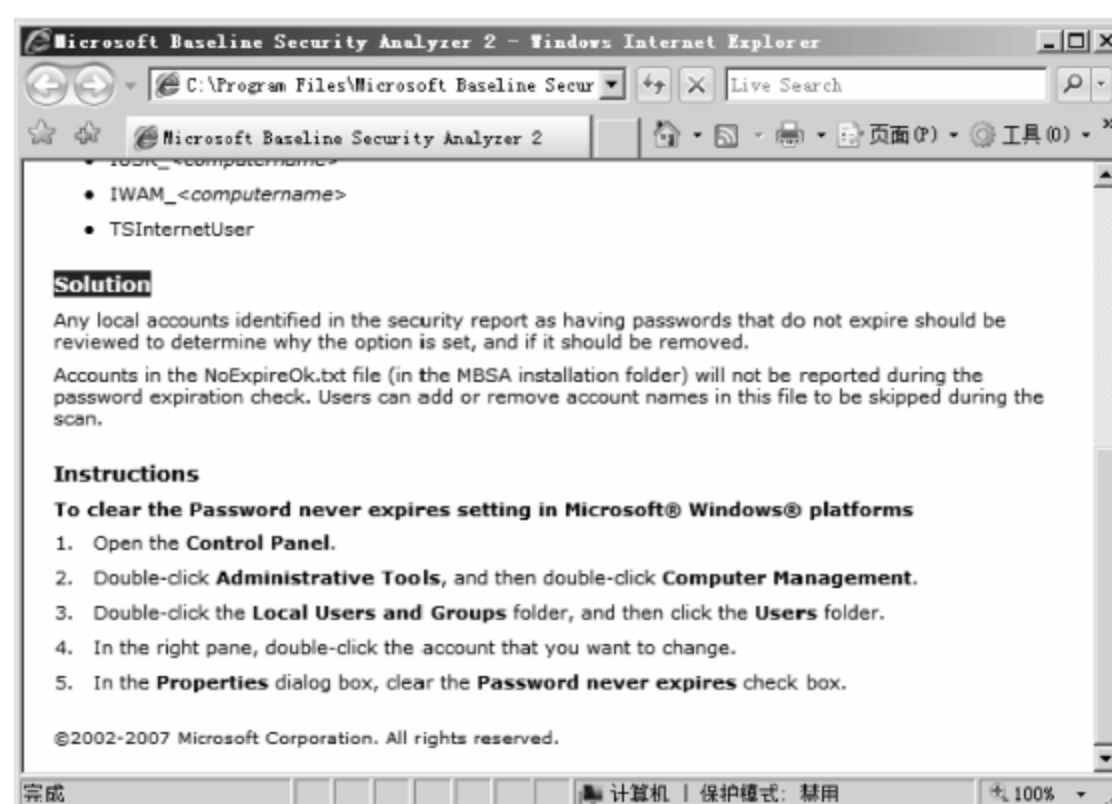 Microsoft Baseline Security Analyzer 2 - Windows Internet Explorer
C:\Program Files\Microsoft Baseline Secur
Live Search
Microsoft Baseline Security Analyzer 2
页面(P)
工具(O)
IUSR_<computername>
• IWAM_<computername>
• TSInternetUser
Solution
Any local accounts identified in the security report as having passwords that do not expire should be
reviewed to determine why the option is set, and if it should be removed.
Accounts in the NoExpireOk.txt file (in the MBSA installation folder) will not be reported during the
password expiration check. Users can add or remove account names in this file to be skipped during the
scan.
Instructions
To clear the Password never expires setting in Microsoft® Windows® platforms
1. Open the Control Panel.
2. Double-click Administrative Tools, and then double-click Computer Management.
3. Double-click the Local Users and Groups folder, and then click the Users folder.
4. In the right pane, double-click the account that you want to change.
5. In the Properties dialog box, clear the Password never expires check box.
©2002-2007 Microsoft Corporation. All rights reserved.
完成
计算机 | 保护模式: 禁用
100%